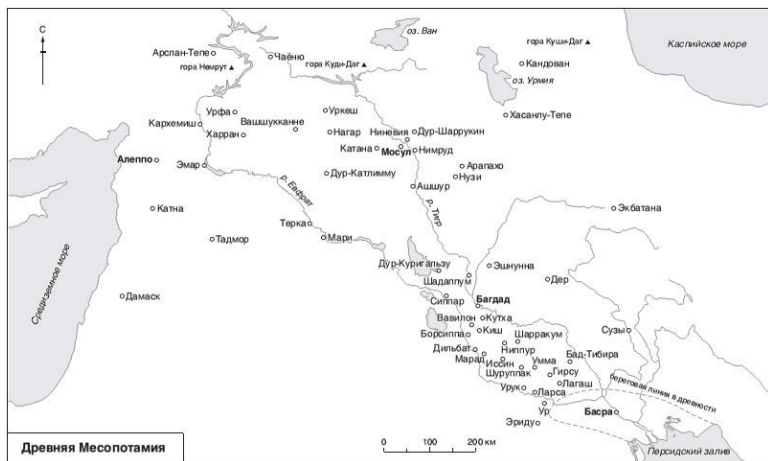 С
оз. Ван
гора Куши-Даг
Каспийское море
Арслан-Тепе
Чаёню
гора Немрут
гора Куди-Даг
Кандован
оз. Урмия
Урфа
Уркеш
Хасанлу-Тепе
Кархемиш
Вашшукканне
Харран
Нагар
Ниневия
Дур-Шаррукин
Катана
Мосул
Нимруд
Алеппо
Эмар
Арапахо
Дур-Катлимму
Нузи
Ашшур
р. Евфрат
р. Тигр
Катна
Экбатана
Терка
Тадмор
Мари
Средиземное море
Дур-Куригальзу
Эшнунна
Шадаппум
Дер
Дамаск
Сиппар
Багдад
Вавилон
Кутха
Борсиппа
Киш
Шарракум
Сузы
Дильбат
Ниппур
Бад-Тибира
Марад
Иссин
Умма
Шуруппак
Гирсу
береговая линия в древности
Урук
Ларса
Лагаш
Ур
Басра
Эриду
Древняя Месопотамия
0 100 200 км
Персидский залив